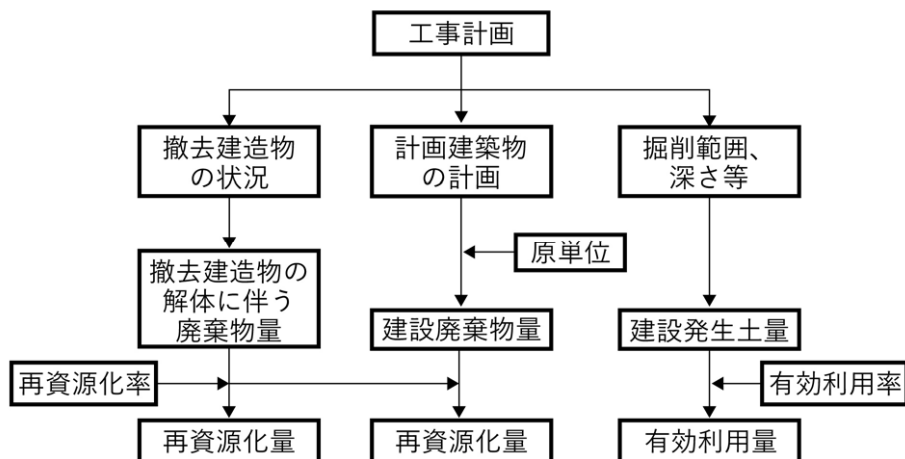 工事計画
撤去建造物
の状況
計画建築物
の計画
掘削範囲、
深さ等
原単位
撤去建造物の
解体に伴う
廃棄物量
建設廃棄物量
建設発生土量
再資源化率
有効利用率
再資源化量
再資源化量
有効利用量